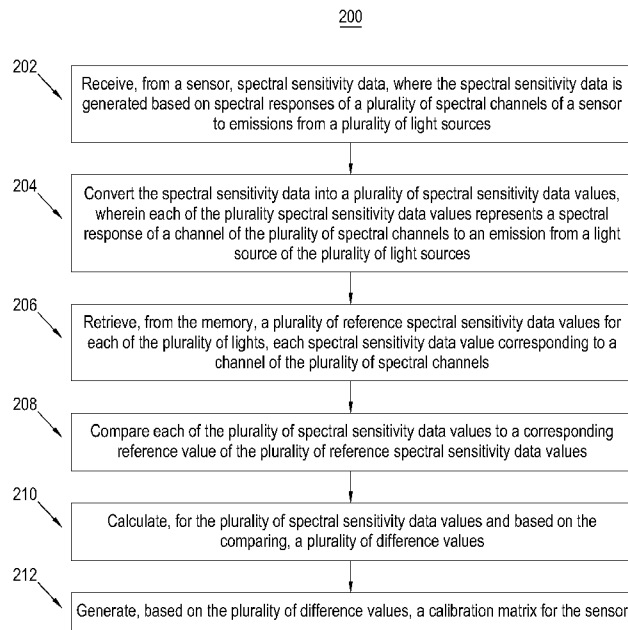 200
202
Receive, from a sensor, spectral sensitivity data, where the spectral sensitivity data is
generated based on spectral responses of a plurality of spectral channels of a sensor
to emissions from a plurality of light sources
204
Convert the spectral sensitivity data into a plurality of spectral sensitivity data values,
wherein each of the plurality spectral sensitivity data values represents a spectral
response of a channel of the plurality of spectral channels to an emission from a light
source of the plurality of light sources
206
Retrieve, from the memory, a plurality of reference spectral sensitivity data values for
each of the plurality of lights, each spectral sensitivity data value corresponding to a
channel of the plurality of spectral channels
208
Compare each of the plurality of spectral sensitivity data values to a corresponding
reference value of the plurality of reference spectral sensitivity data values
210
Calculate, for the plurality of spectral sensitivity data values and based on the
comparing, a plurality of difference values
212
Generate, based on the plurality of difference values, a calibration matrix for the sensor